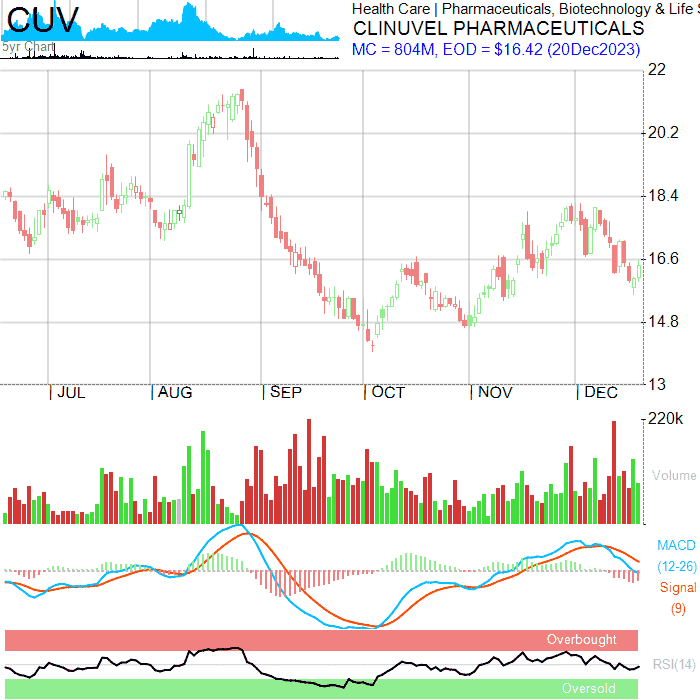 CUV
5yr Chart
Health Care | Pharmaceuticals, Biotechnology & Life S
CLINUVEL PHARMACEUTICALS
MC = 804M, EOD = $16.42 (20Dec2023)
22
20.2
18.4
16.6
14.8
13
JUL AUG SEP OCT NOV DEC
220k
Volume
MACD
(12-26)
Signal
(9)
Overbought
RSI(14)
Oversold